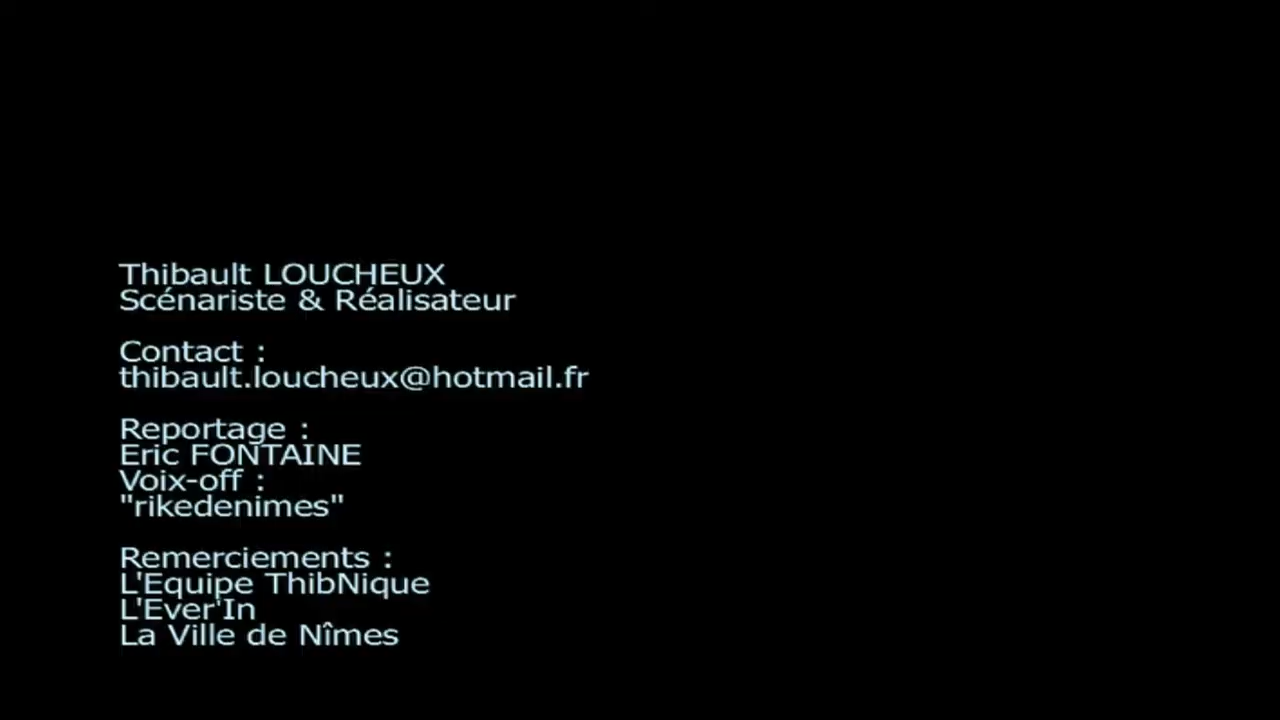 Thibault LOUCHEUX
Scénariste & Réalisateur
Contact :
thibault.loucheux@hotmail.fr
Reportage :
Eric FONTAINE
Voix-off :
"rikedenimes"
Remerciements :
L'Equipe ThibNique
L'Ever'In
La Ville de Nîmes